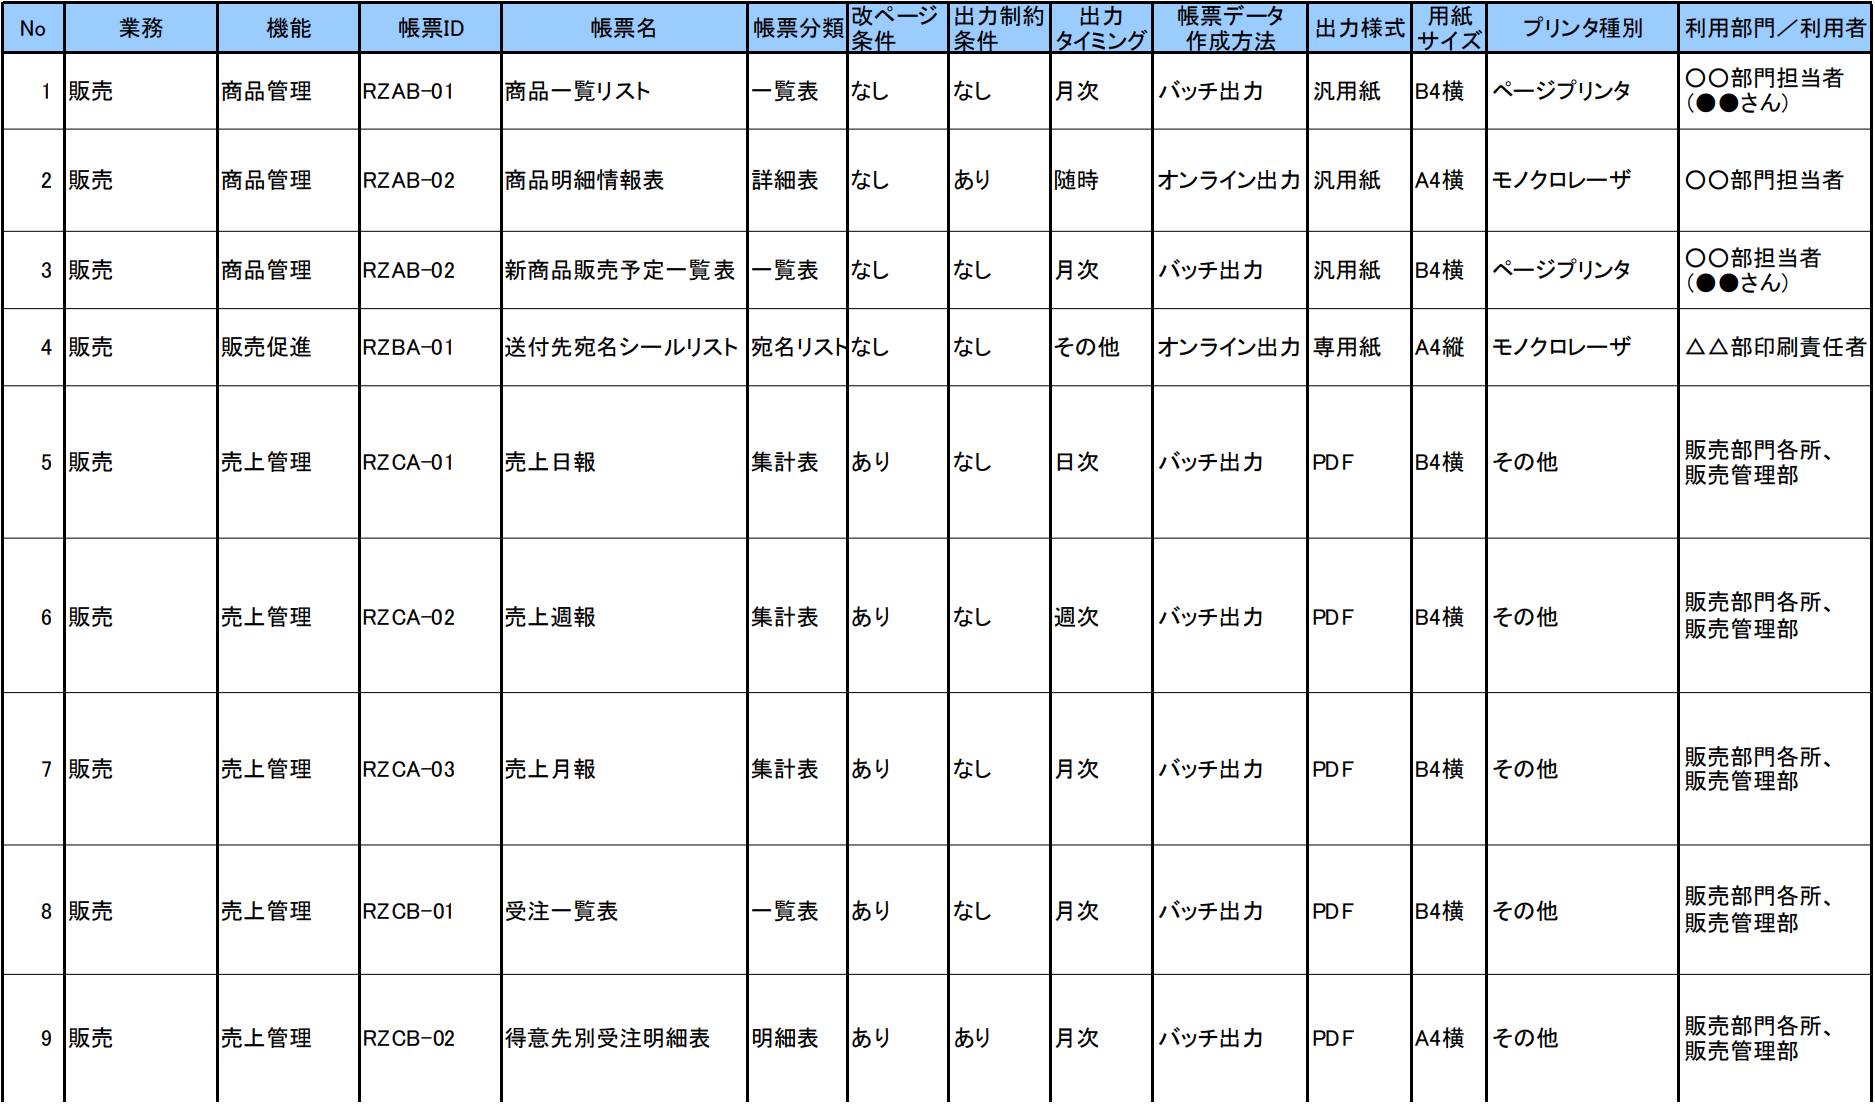 No 業務 機能 帳票ID 帳票名 帳票分類 改ページ条件 出力制約条件 出力タイミング 帳票データ作成方法 出力様式 用紙サイズ プリンタ種別 利用部門／利用者
1 販売 商品管理 RZAB-01 商品一覧リスト 一覧表 なし なし 月次 バッチ出力 汎用紙 B4横 ページプリンタ 〇〇部門担当者
(●●さん)
2 販売 商品管理 RZAB-02 商品明細情報表 詳細表 なし あり 随時 オンライン出力 汎用紙 A4横 モノクロレーザ 〇〇部門担当者
3 販売 商品管理 RZAB-02 新商品販売予定一覧表 一覧表 なし なし 月次 バッチ出力 汎用紙 B4横 ページプリンタ 〇〇部担当者
(●●さん)
4 販売 販売促進 RZBA-01 送付先宛名シールリスト 宛名リスト なし なし その他 オンライン出力 専用紙 A4縦 モノクロレーザ △△部印刷責任者
5 販売 売上管理 RZCA-01 売上日報 集計表 あり なし 日次 バッチ出力 PDF B4横 その他 販売部門各所、
販売管理部
6 販売 売上管理 RZCA-02 売上週報 集計表 あり なし 週次 バッチ出力 PDF B4横 その他 販売部門各所、
販売管理部
7 販売 売上管理 RZCA-03 売上月報 集計表 あり なし 月次 バッチ出力 PDF B4横 その他 販売部門各所、
販売管理部
8 販売 売上管理 RZCB-01 受注一覧表 一覧表 あり なし 月次 バッチ出力 PDF B4横 その他 販売部門各所、
販売管理部
9 販売 売上管理 RZCB-02 得意先別受注明細表 明細表 あり あり 月次 バッチ出力 PDF A4横 その他 販売部門各所、
販売管理部